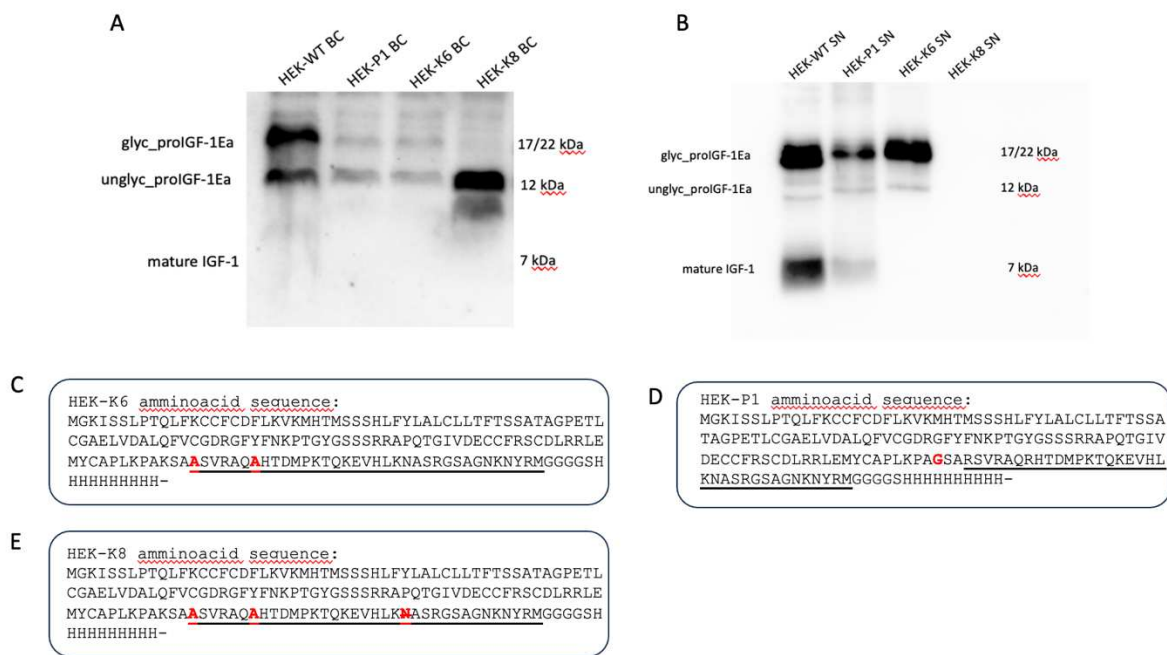 A
HEK-WT BC
HEK-P1 BC
HEK-K6 BC
HEK-K8 BC
glyc_proIGF-1Ea
unglyc_proIGF-1Ea
mature IGF-1
17/22 kDa
12 kDa
7 kDa
B
HEK-WT SN
HEK-P1 SN
HEK-K6 SN
HEK-K8 SN
glyc_proIGF-1Ea
unglyc_proIGF-1Ea
mature IGF-1
17/22 kDa
12 kDa
7 kDa
C
HEK-K6 amminoacid sequence:
MGKISSLPTQLFKCCFCDFLKVKMHTMSSSHLFYLALCLLTFTSSATAGPETL
CGAELVDALQFVCGDRGFYFNKPTGYGSSSRRAPQTGIVDECCFRSCDLRRLE
MYCAPLKPAKSAASVRAQAHTDMPKTQKEVHLKNASRGSAGNKNYRMGGGGSH
HHHHHHHHH-
D
HEK-P1 amminoacid sequence:
MGKISSLPTQLFKCCFCDFLKVKMHTMSSSHLFYLALCLLTFTSSA
TAGPETLCGAELVDALQFVCGDRGFYFNKPTGYGSSSRRAPQTGIV
DECCFRSCDLRRLEMYCAPLKPAGSARSVRAQRHTDMPKTQKEVHL
KNASRGSAGNKNYRMGGGGSHHHHHHHHHH-
E
HEK-K8 amminoacid sequence:
MGKISSLPTQLFKCCFCDFLKVKMHTMSSSHLFYLALCLLTFTSSATAGPETL
CGAELVDALQFVCGDRGFYFNKPTGYGSSSRRAPQTGIVDECCFRSCDLRRLE
MYCAPLKPAKSAASVRAQAHTDMPKTQKEVHLKNASRGSAGNKNYRMGGGGSH
HHHHHHHHH-